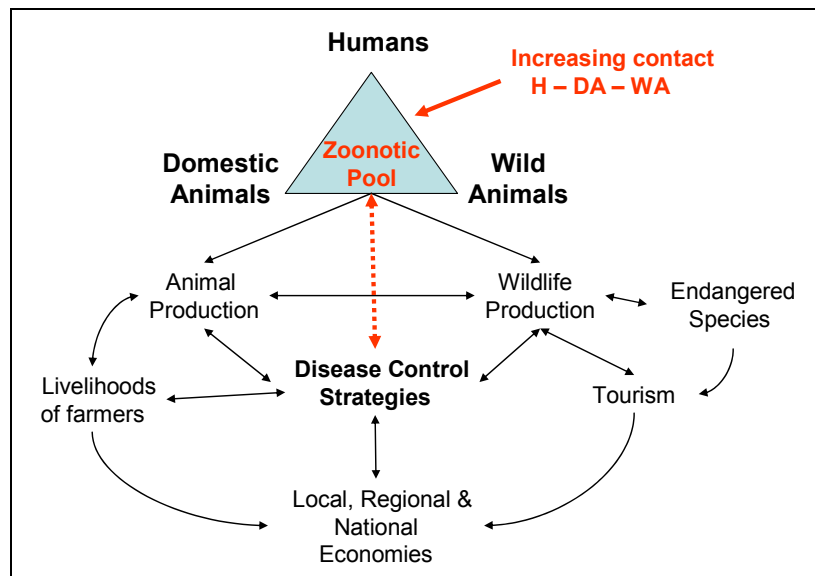 Humans
Increasing contact
H – DA – WA
Domestic
Animals
Zoonotic
Pool
Wild
Animals
Animal
Production
Wildlife
Production
Endangered
Species
Livelihoods
of farmers
Disease Control
Strategies
Tourism
Local, Regional &
National
Economies